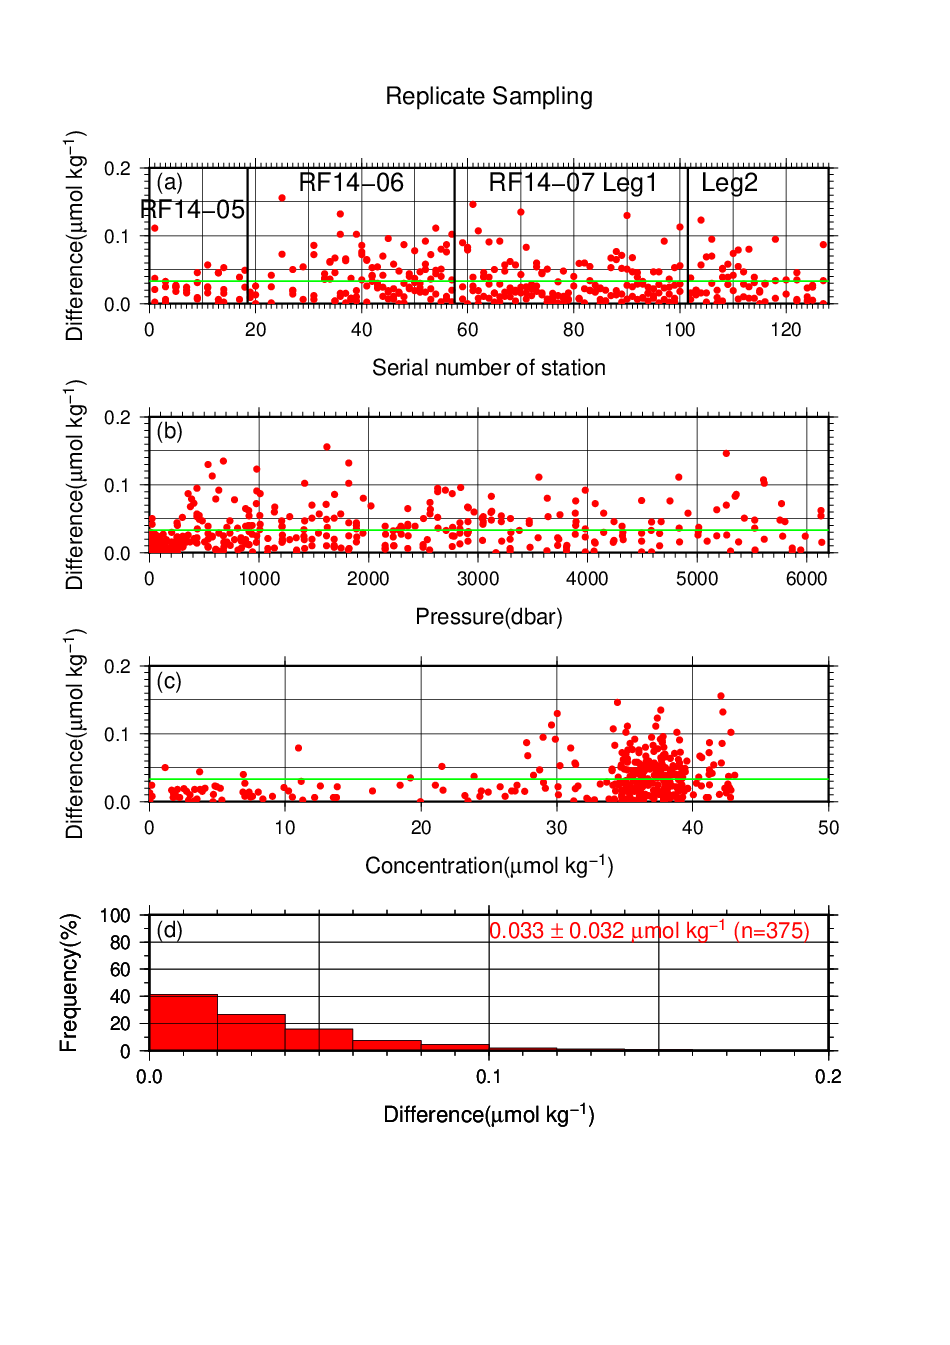 Replicate Sampling
Difference(μmol kg⁻¹)
0.2
0.1
0.0
(a)
RF14−05
RF14−06
RF14−07 Leg1
Leg2
0 20 40 60 80 100 120
Serial number of station
Difference(μmol kg⁻¹)
0.2
0.1
0.0
(b)
0 1000 2000 3000 4000 5000 6000
Pressure(dbar)
Difference(μmol kg⁻¹)
0.2
0.1
0.0
(c)
0 10 20 30 40 50
Concentration(μmol kg⁻¹)
Frequency(%)
100
80
60
40
20
0
(d)
0.033 ± 0.032 μmol kg⁻¹ (n=375)
0.0 0.1 0.2
Difference(μmol kg⁻¹)